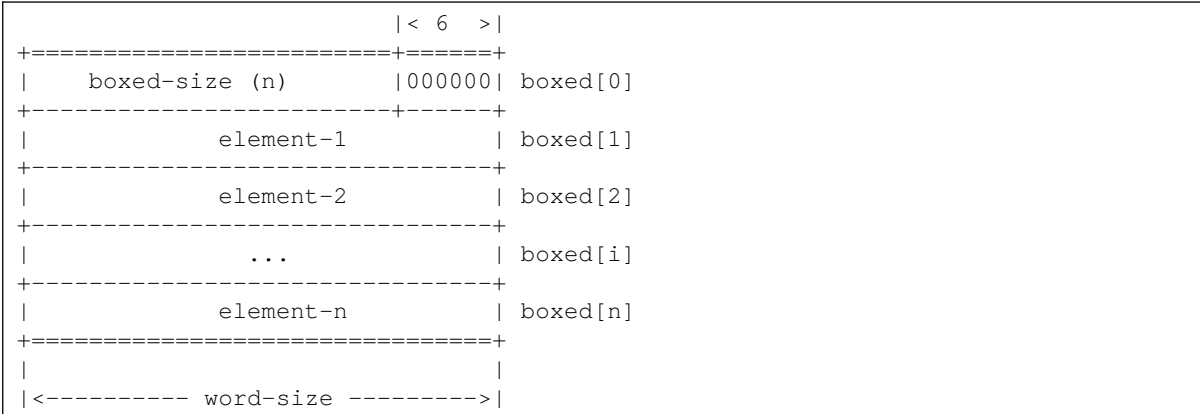 |< 6  >|
+=========================+======+
|    boxed-size (n)       |000000| boxed[0]
+-------------------------+------+
|             element-1          | boxed[1]
+--------------------------------+
|             element-2          | boxed[2]
+--------------------------------+
|               ...              | boxed[i]
+--------------------------------+
|             element-n          | boxed[n]
+================================+
|                                |
|<---------- word-size --------->|